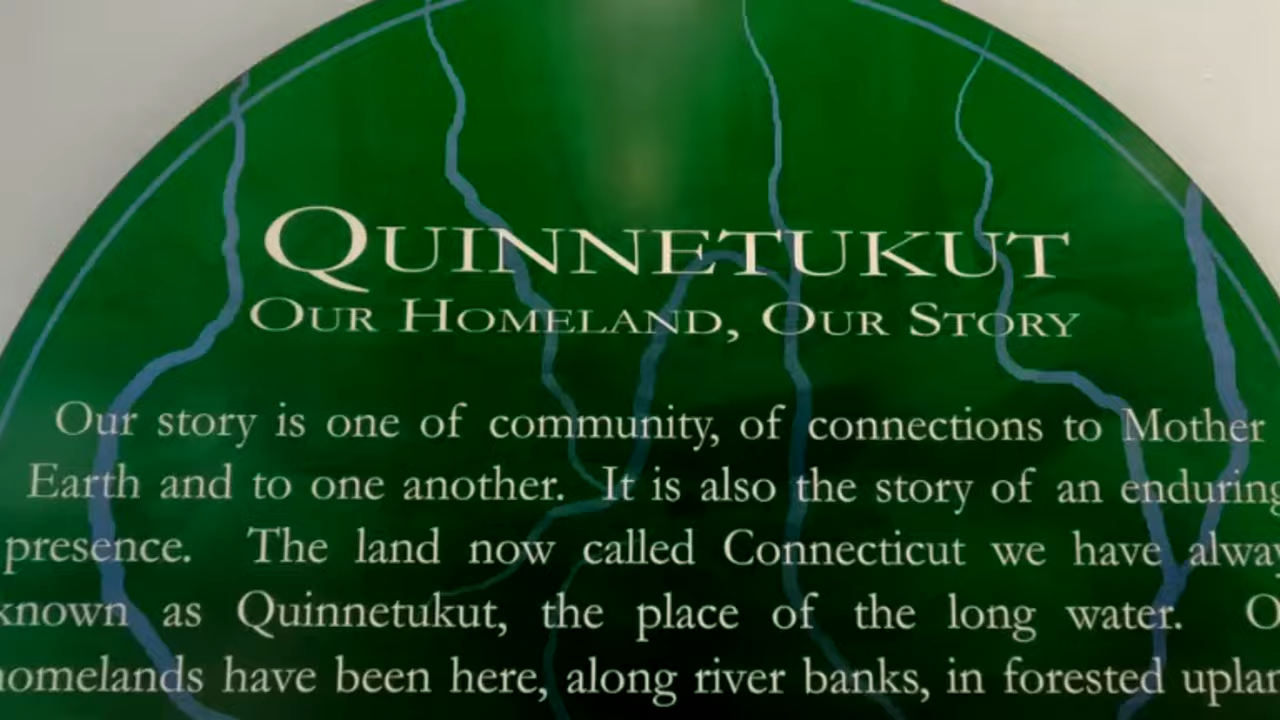 QUINNETUKUT
OUR HOMELAND, OUR STORY
Our story is one of community, of connections to Mother
Earth and to one another. It is also the story of an enduring
presence. The land now called Connecticut we have alway
known as Quinnetukut, the place of the long water. O
homelands have been here, along river banks, in forested uplan